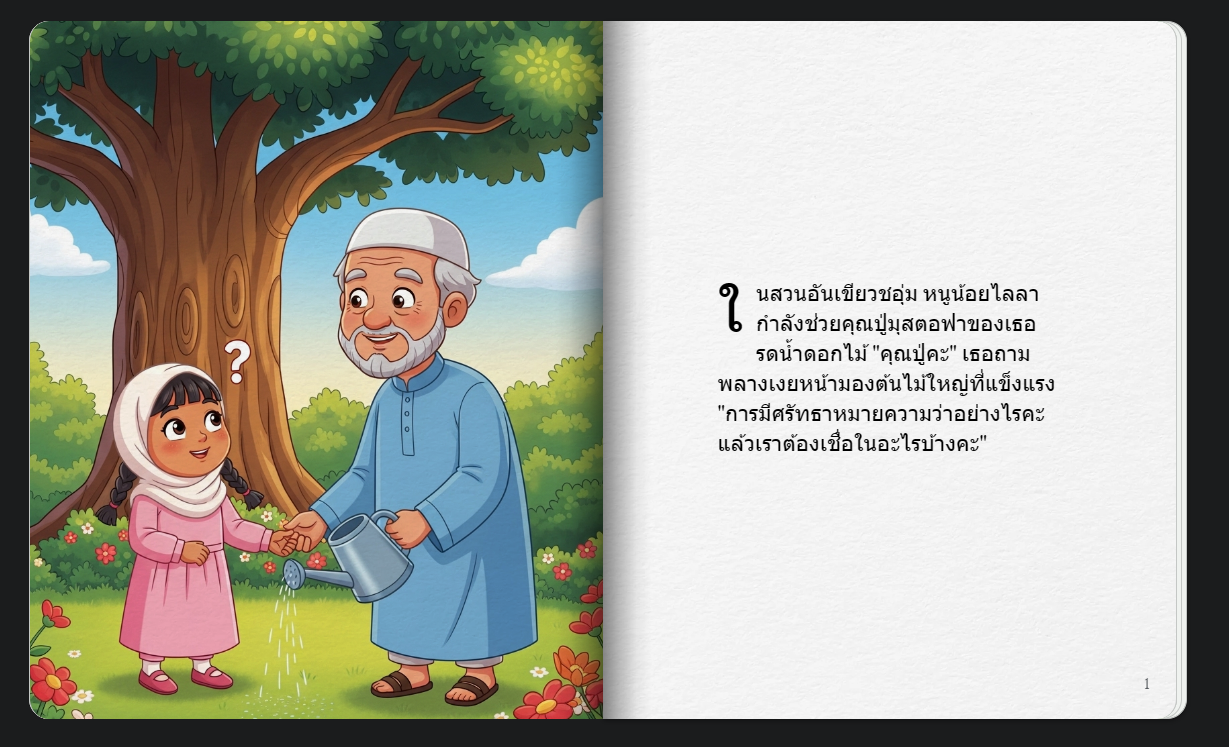 ?
ในสวนอันเขียวชอุ่ม หนูน้อยไลลา
กำลังช่วยคุณปู่มุสตอฟาของเธอ
รดน้ำดอกไม้ "คุณปู่คะ" เธอถาม
พลางเงยหน้ามองต้นไม้ใหญ่ที่แข็งแรง
"การมีศรัทธาหมายความว่าอย่างไรคะ
แล้วเราต้องเชื่อในอะไรบ้างคะ"
1